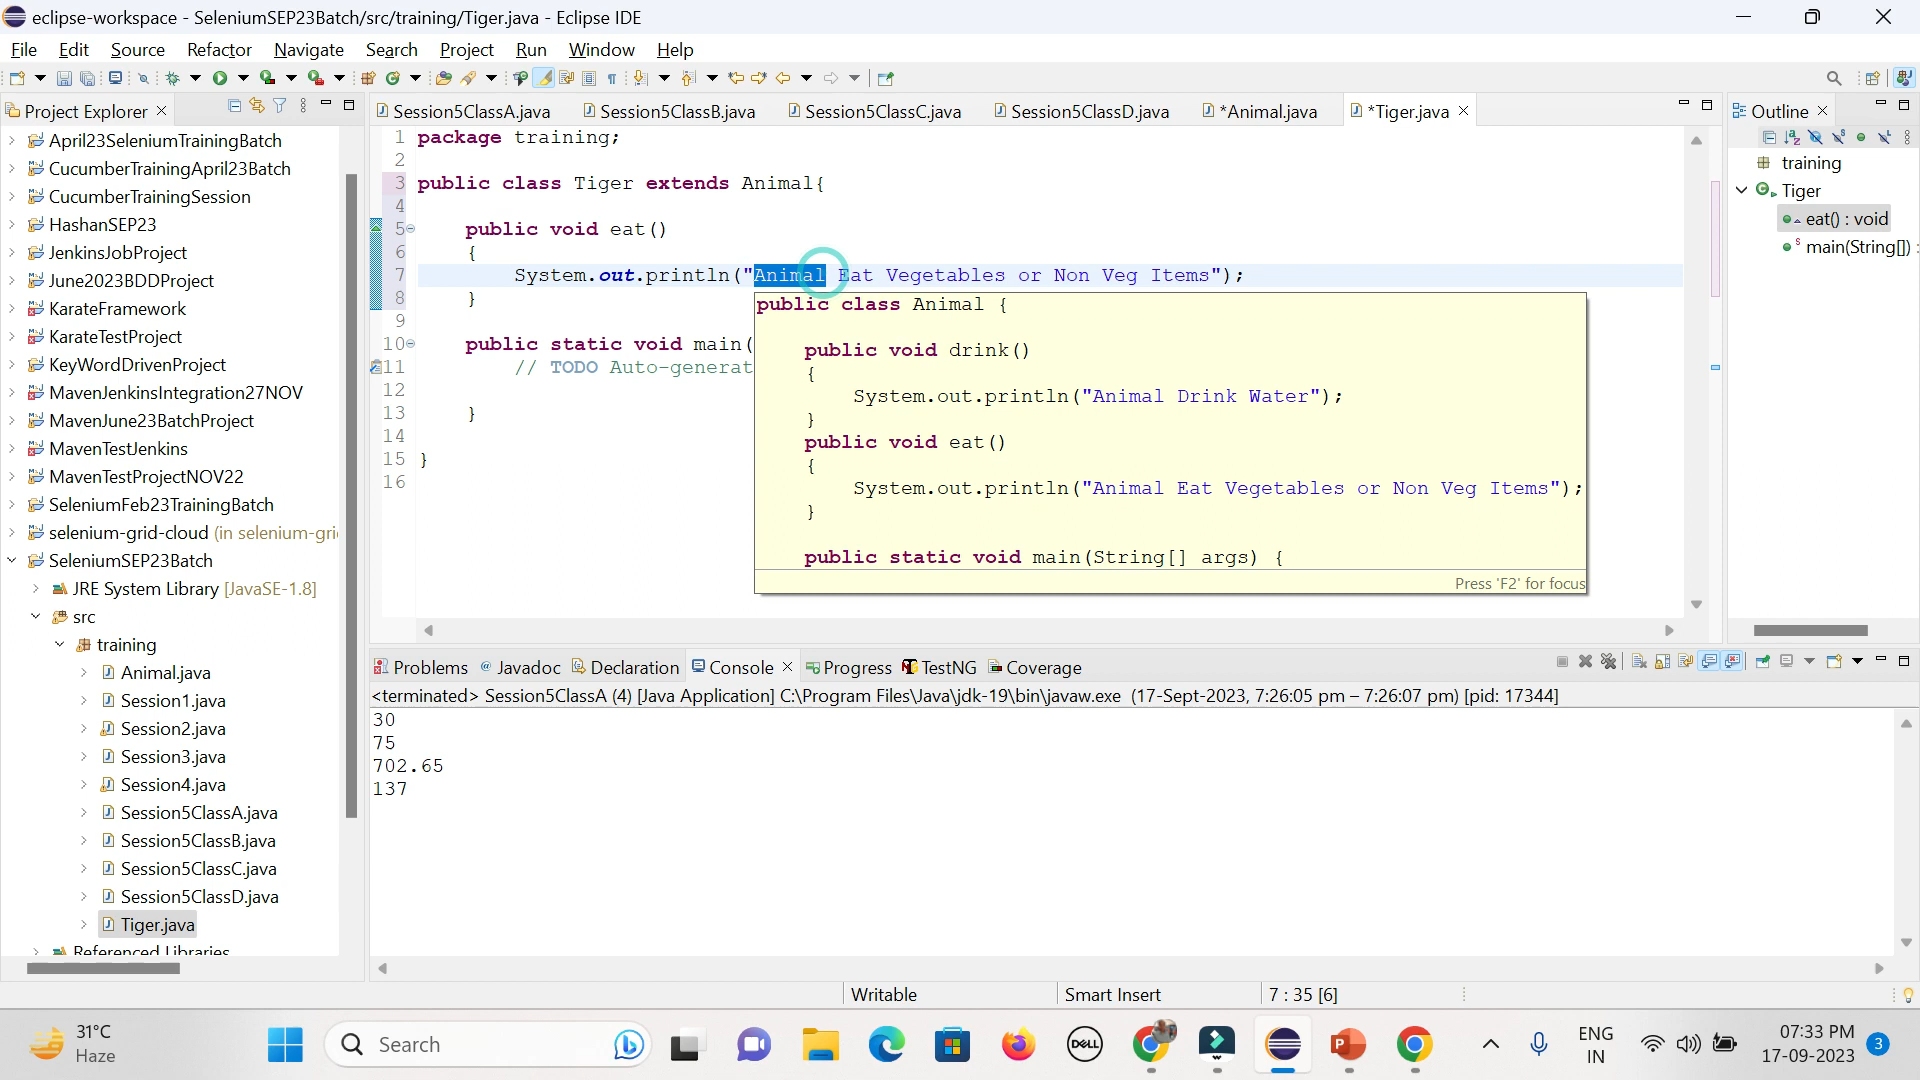 eclipse-workspace - SeleniumSEP23Batch/src/training/Tiger.java - Eclipse IDE
File Edit Source Refactor Navigate Search Project Run Window Help
Project Explorer
April23SeleniumTrainingBatch
CucumberTrainingApril23Batch
CucumberTrainingSession
HashanSEP23
JenkinsJobProject
June2023BDDProject
KarateFramework
KarateTestProject
KeyWordDrivenProject
MavenJenkinsIntegration27NOV
MavenJune23BatchProject
MavenTestJenkins
MavenTestProjectNOV22
SeleniumFeb23TrainingBatch
selenium-grid-cloud (in selenium-gri
SeleniumSEP23Batch
JRE System Library [JavaSE-1.8]
src
training
Animal.java
Session1.java
Session2.java
Session3.java
Session4.java
Session5ClassA.java
Session5ClassB.java
Session5ClassC.java
Session5ClassD.java
Tiger.java
Referenced Libraries
Session5ClassA.java Session5ClassB.java Session5ClassC.java Session5ClassD.java *Animal.java *Tiger.java
1 package training;
2
3 public class Tiger extends Animal{
4
5 public void eat()
6 {
7 System.out.println("Animal Eat Vegetables or Non Veg Items");
8 }
9
10 public static void main(
11 // TODO Auto-generat
12
13 }
14
15 }
16
public class Animal {
public void drink()
{
System.out.println("Animal Drink Water");
}
public void eat()
{
System.out.println("Animal Eat Vegetables or Non Veg Items");
}
public static void main(String[] args) {
Press 'F2' for focus
Outline
training
Tiger
eat() : void
main(String[]) :
Problems Javadoc Declaration Console Progress TestNG Coverage
<terminated> Session5ClassA (4) [Java Application] C:\Program Files\Java\jdk-19\bin\javaw.exe (17-Sept-2023, 7:26:05 pm – 7:26:07 pm) [pid: 17344]
30
75
702.65
137
Writable Smart Insert 7 : 35 [6]
31°C
Haze
Search
DELL
ENG
IN
07:33 PM
17-09-2023
3